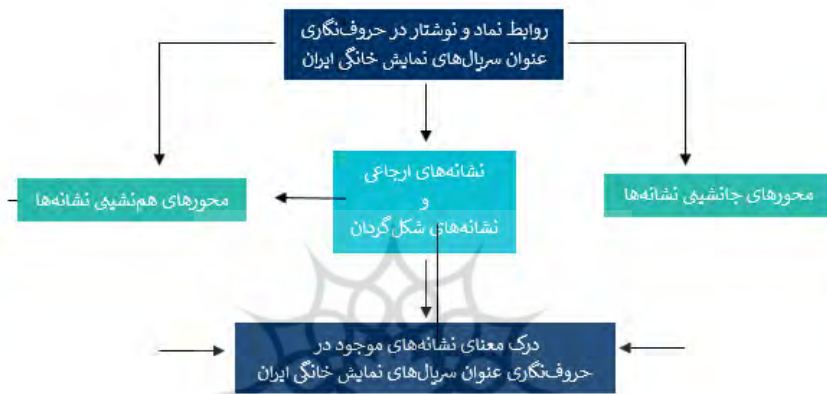 روابط نماد و نوشتار در حروف‌نگاری
عنوان سریال‌های نمایش خانگی ایران
محورهای جانشینی نشانه‌ها
نشانه‌های ارجاعی
و
نشانه‌های شکل‌گردان
محورهای هم‌نشینی نشانه‌ها
درک معنای نشانه‌های موجود در
حروف‌نگاری عنوان سریال‌های نمایش خانگی ایران